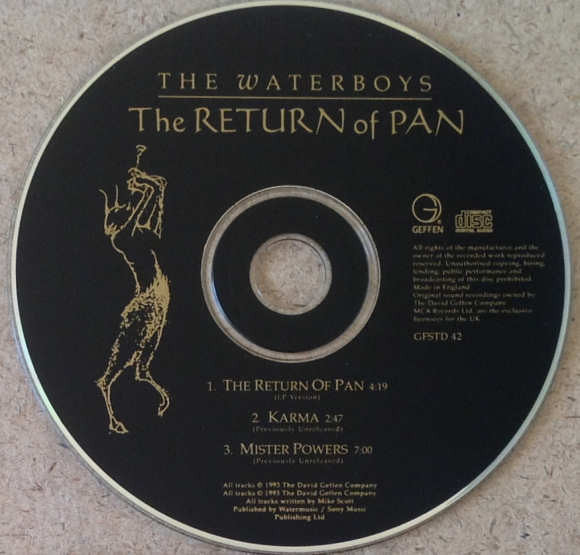 THE WATERBOYS
The RETURN of PAN
GEFFEN
COMPACT
disc
DIGITAL AUDIO
All rights of the manufacturer and the
owner of the recorded work reproduced
reserved. Unauthorised copying, hiring,
lending, public performance and
broadcasting of this disc prohibited.
Made in England
Original sound recordings owned by
The David Geffen Company
MCA Records Ltd. are the exclusive
licensees for the UK
GFSTD 42
1. THE RETURN OF PAN 4:19
(LP Version)
2. KARMA 2:47
(Previously Unreleased)
3. MISTER POWERS 7:00
(Previously Unreleased)
All tracks ℗ 1993 The David Geffen Company
All tracks © 1993 The David Geffen Company
All tracks written by Mike Scott
Published by Watermusic / Sony Music
Publishing Ltd